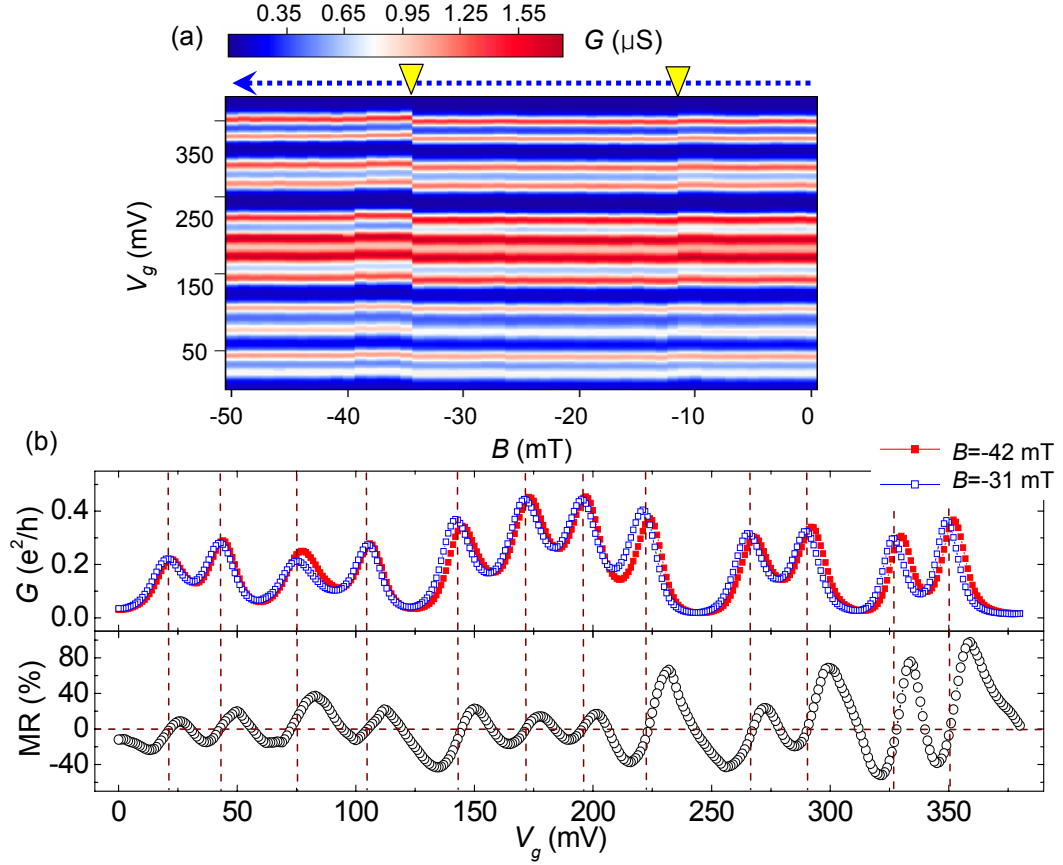 0.35 0.65 0.95 1.25 1.55
(a) G (µS)
350
250
150
50
V_g (mV)
-50 -40 -30 -20 -10 0
B (mT)
(b)
B=-42 mT
B=-31 mT
0.4
0.2
0.0
G (e²/h)
80
40
0
-40
MR (%)
0 50 100 150 200 250 300 350
V_g (mV)